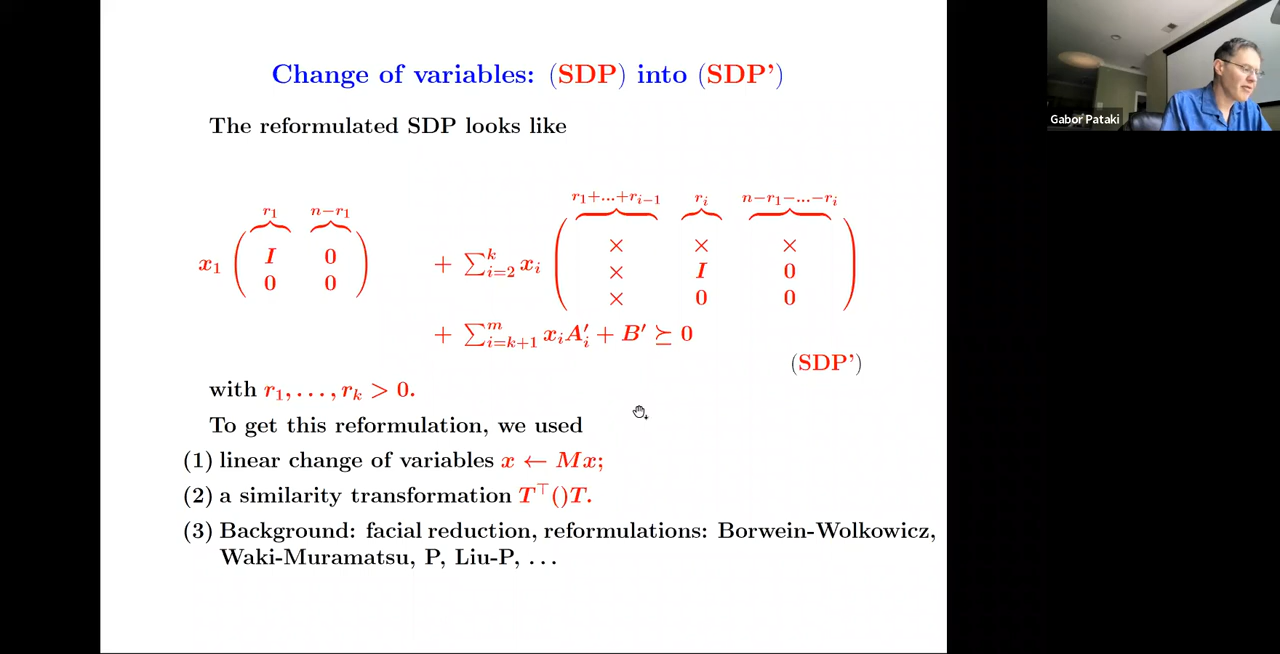 Change of variables: (SDP) into (SDP')
Gabor Pataki
The reformulated SDP looks like
r₁ n−r₁ r₁+...+rᵢ₋₁ rᵢ n−r₁−...−rᵢ
x₁ ( I 0 ; 0 0 ) + ∑ᵏᵢ₌₂ xᵢ ( × × × ; × I 0 ; × 0 0 )
+ ∑ᵐᵢ₌ₖ₊₁ xᵢA′ᵢ + B′ ⪰ 0
(SDP')
with r₁, . . . , rₖ > 0.
To get this reformulation, we used
(1) linear change of variables x ← Mx;
(2) a similarity transformation T⊤()T.
(3) Background: facial reduction, reformulations: Borwein-Wolkowicz,
Waki-Muramatsu, P, Liu-P, . . .